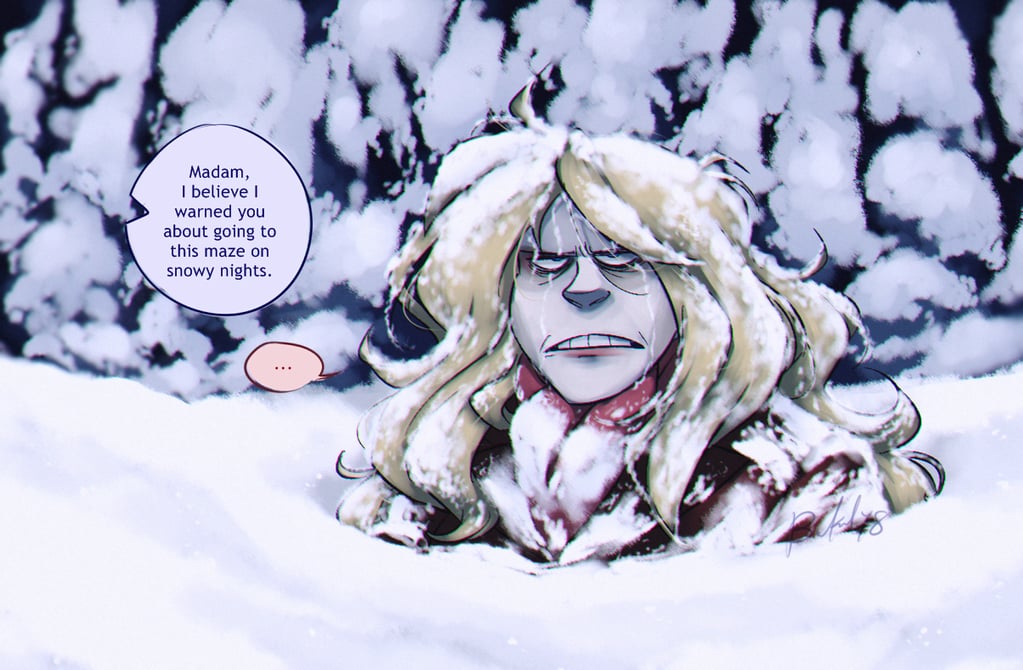 Madam,
I believe I
warned you
about going to
this maze on
snowy nights.
...